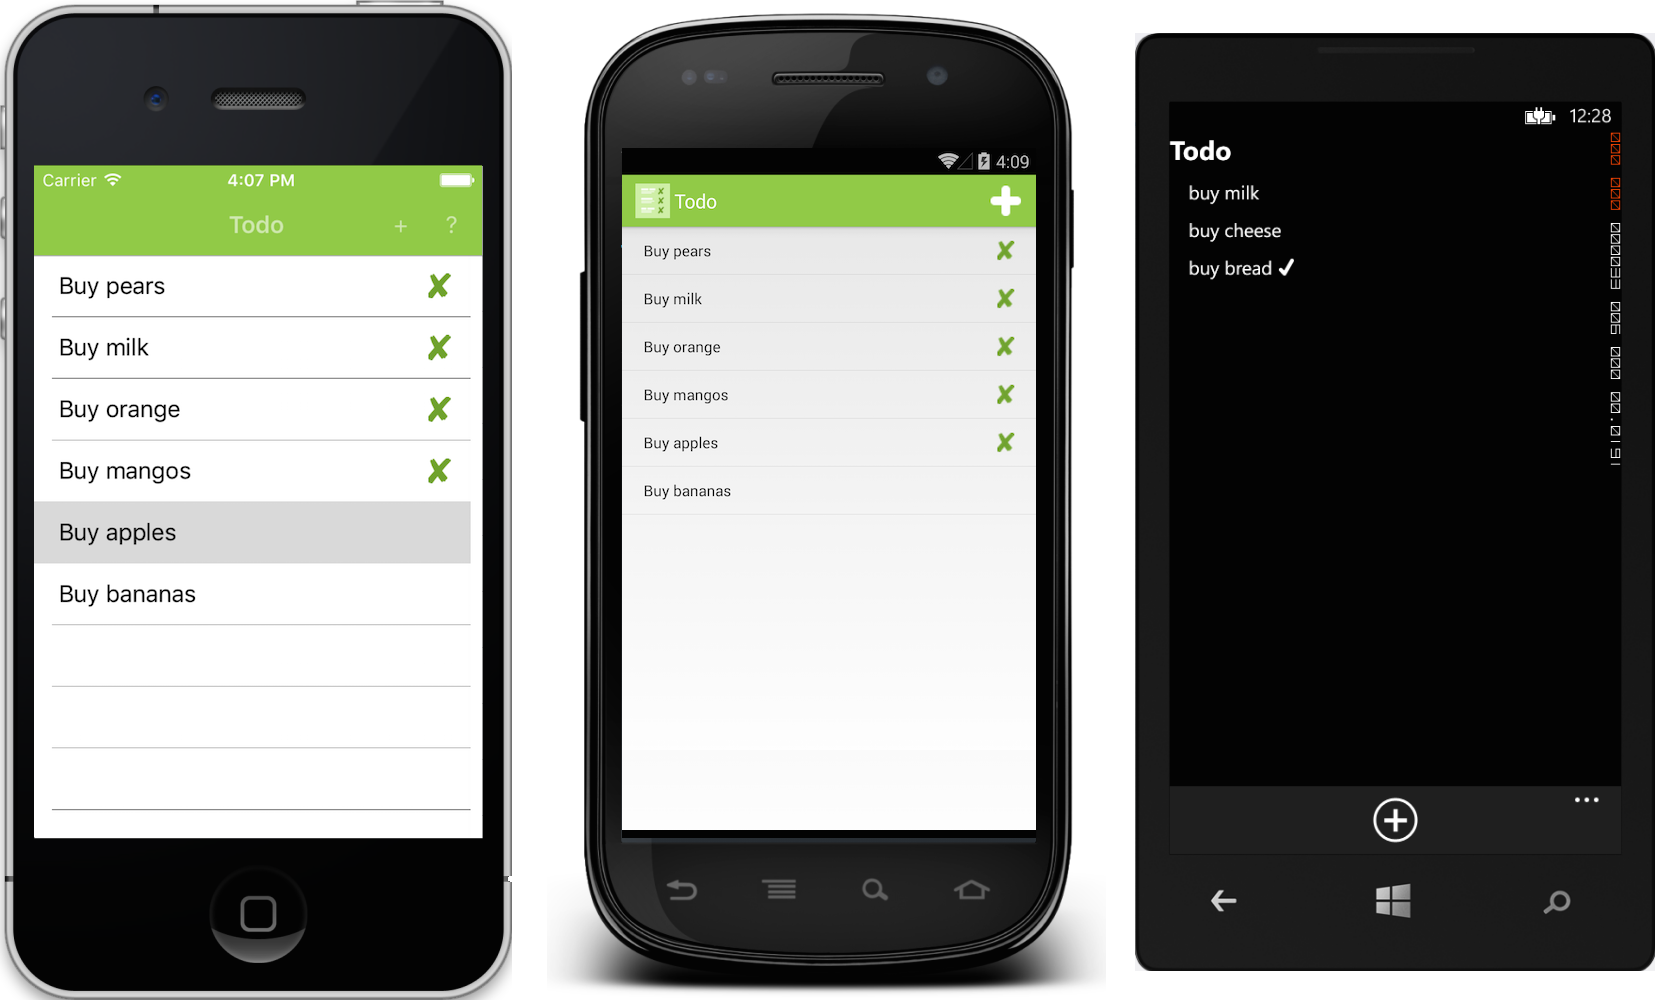 Carrier 4:07 PM
Todo + ?
Buy pears
Buy milk
Buy orange
Buy mangos
Buy apples
Buy bananas
4:09
Todo
Buy pears
Buy milk
Buy orange
Buy mangos
Buy apples
Buy bananas
12:28
Todo
buy milk
buy cheese
buy bread ✔